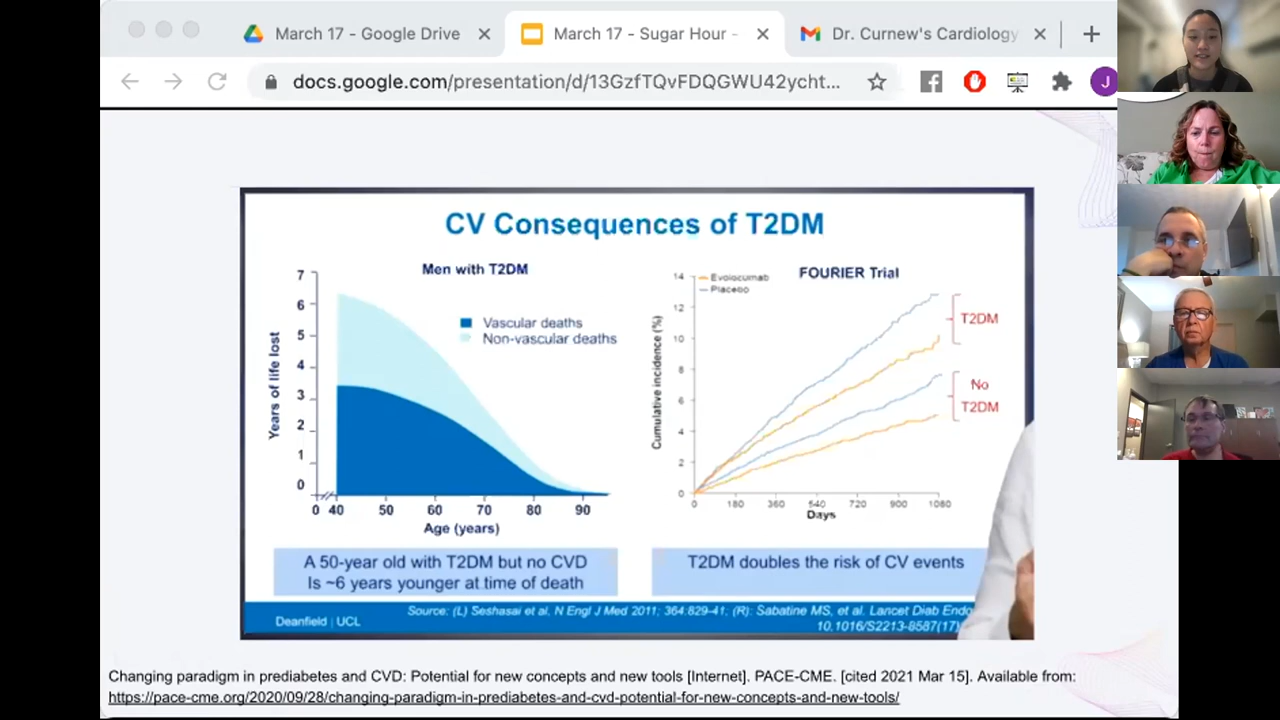 March 17 - Google Drive
March 17 - Sugar Hour -
Dr. Curnew's Cardiology
docs.google.com/presentation/d/13GzfTQvFDQGWU42ycht...
J
CV Consequences of T2DM
Men with T2DM
Years of life lost
7
6
5
4
3
2
1
0
Vascular deaths
Non-vascular deaths
0 40 50 60 70 80 90
Age (years)
A 50-year old with T2DM but no CVD
Is ~6 years younger at time of death
FOURIER Trial
Cumulative incidence (%)
14
12
10
8
6
4
2
0
Evolocumab
Placebo
T2DM
No
T2DM
0 180 360 540 720 900 1080
Days
T2DM doubles the risk of CV events
Deanfield | UCL
Source: (L) Seshasai et al, N Engl J Med 2011; 364:829-41, (R): Sabatine MS, et al. Lancet Diab Endo
10.1016/S2213-8587(17)
Changing paradigm in prediabetes and CVD: Potential for new concepts and new tools [Internet]. PACE-CME. [cited 2021 Mar 15]. Available from:
https://pace-cme.org/2020/09/28/changing-paradigm-in-prediabetes-and-cvd-potential-for-new-concepts-and-new-tools/